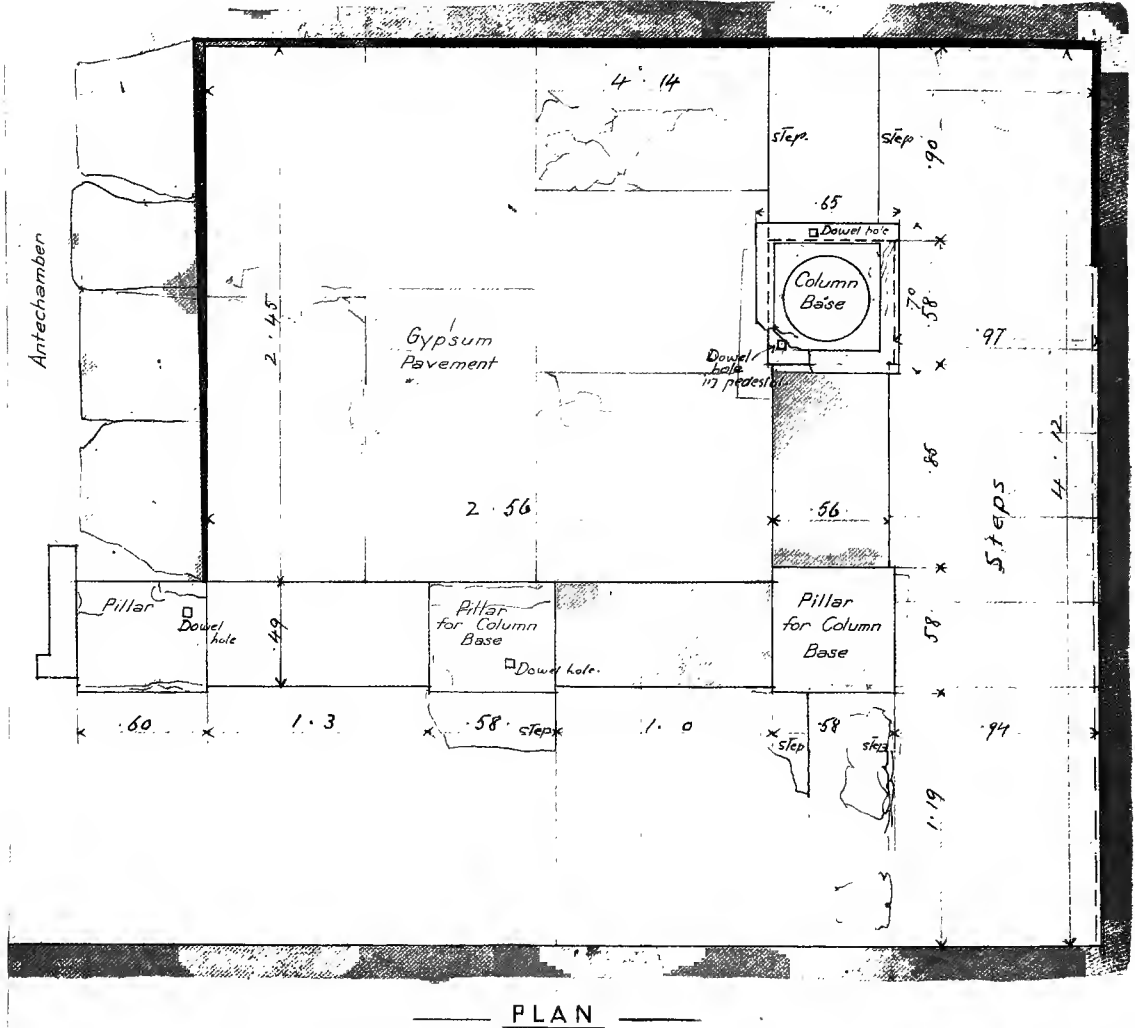 4 · 14
step.
step
·90
·65
Dowel hole
Column
Base
·70
·58
·97
Antechamber
2 · 45
Gypsum
Pavement
Dowel
hole
in pedestal
·85
4 · 12
Steps
2 · 56
·56
Pillar
Dowel
hole
·49
Pillar
for Column
Base
Dowel hole.
Pillar
for Column
Base
·58
·60
1 · 3
·58
step
1 · 0
step
·58
step
·94
1·19
PLAN